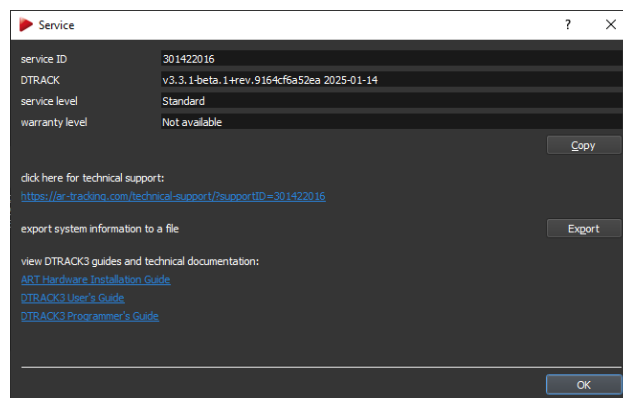 Service
?
service ID 301422016
DTRACK v3.3.1-beta.1+rev.9164cf6a52ea 2025-01-14
service level Standard
warranty level Not available
Copy
click here for technical support:
https://ar-tracking.com/technical-support/?supportID=301422016
export system information to a file Export
view DTRACK3 guides and technical documentation:
ART Hardware Installation Guide
DTRACK3 User's Guide
DTRACK3 Programmer's Guide
OK